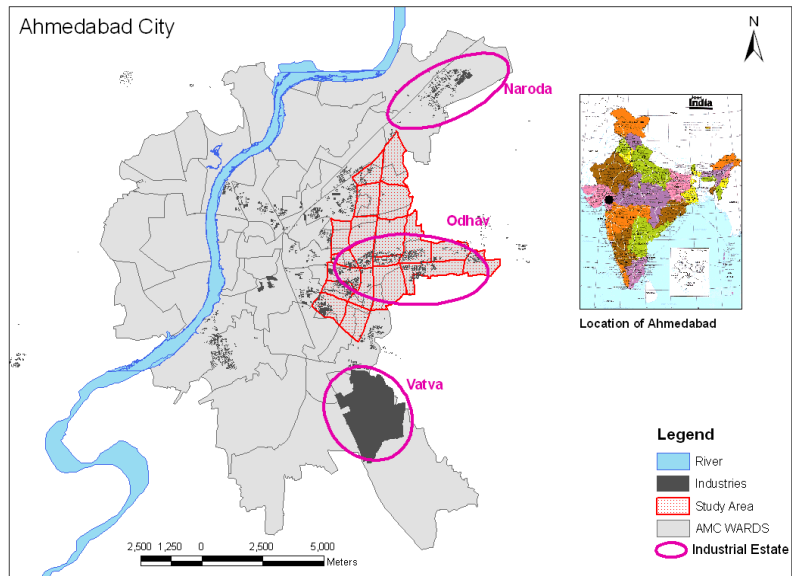 Ahmedabad City
N
Naroda
India
Odhav
Location of Ahmedabad
Vatva
Legend
River
Industries
Study Area
AMC WARDS
Industrial Estate
2,500 1,250 0 2,500 5,000
Meters